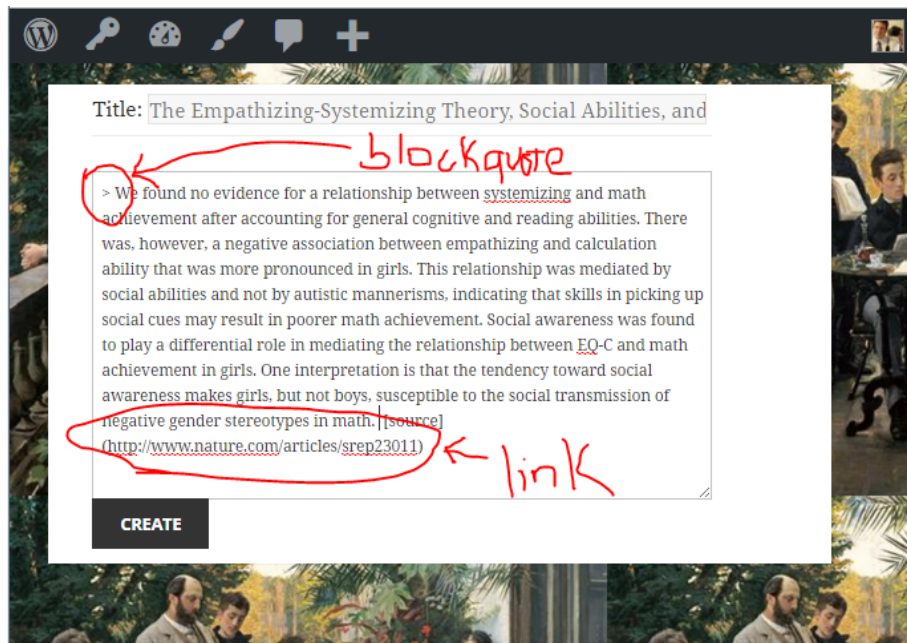 Title: The Empathizing-Systemizing Theory, Social Abilities, and
blockquote
> We found no evidence for a relationship between systemizing and math
achievement after accounting for general cognitive and reading abilities. There
was, however, a negative association between empathizing and calculation
ability that was more pronounced in girls. This relationship was mediated by
social abilities and not by autistic mannerisms, indicating that skills in picking up
social cues may result in poorer math achievement. Social awareness was found
to play a differential role in mediating the relationship between EQ-C and math
achievement in girls. One interpretation is that the tendency toward social
awareness makes girls, but not boys, susceptible to the social transmission of
negative gender stereotypes in math. [source]
(http://www.nature.com/articles/srep23011)
link
CREATE